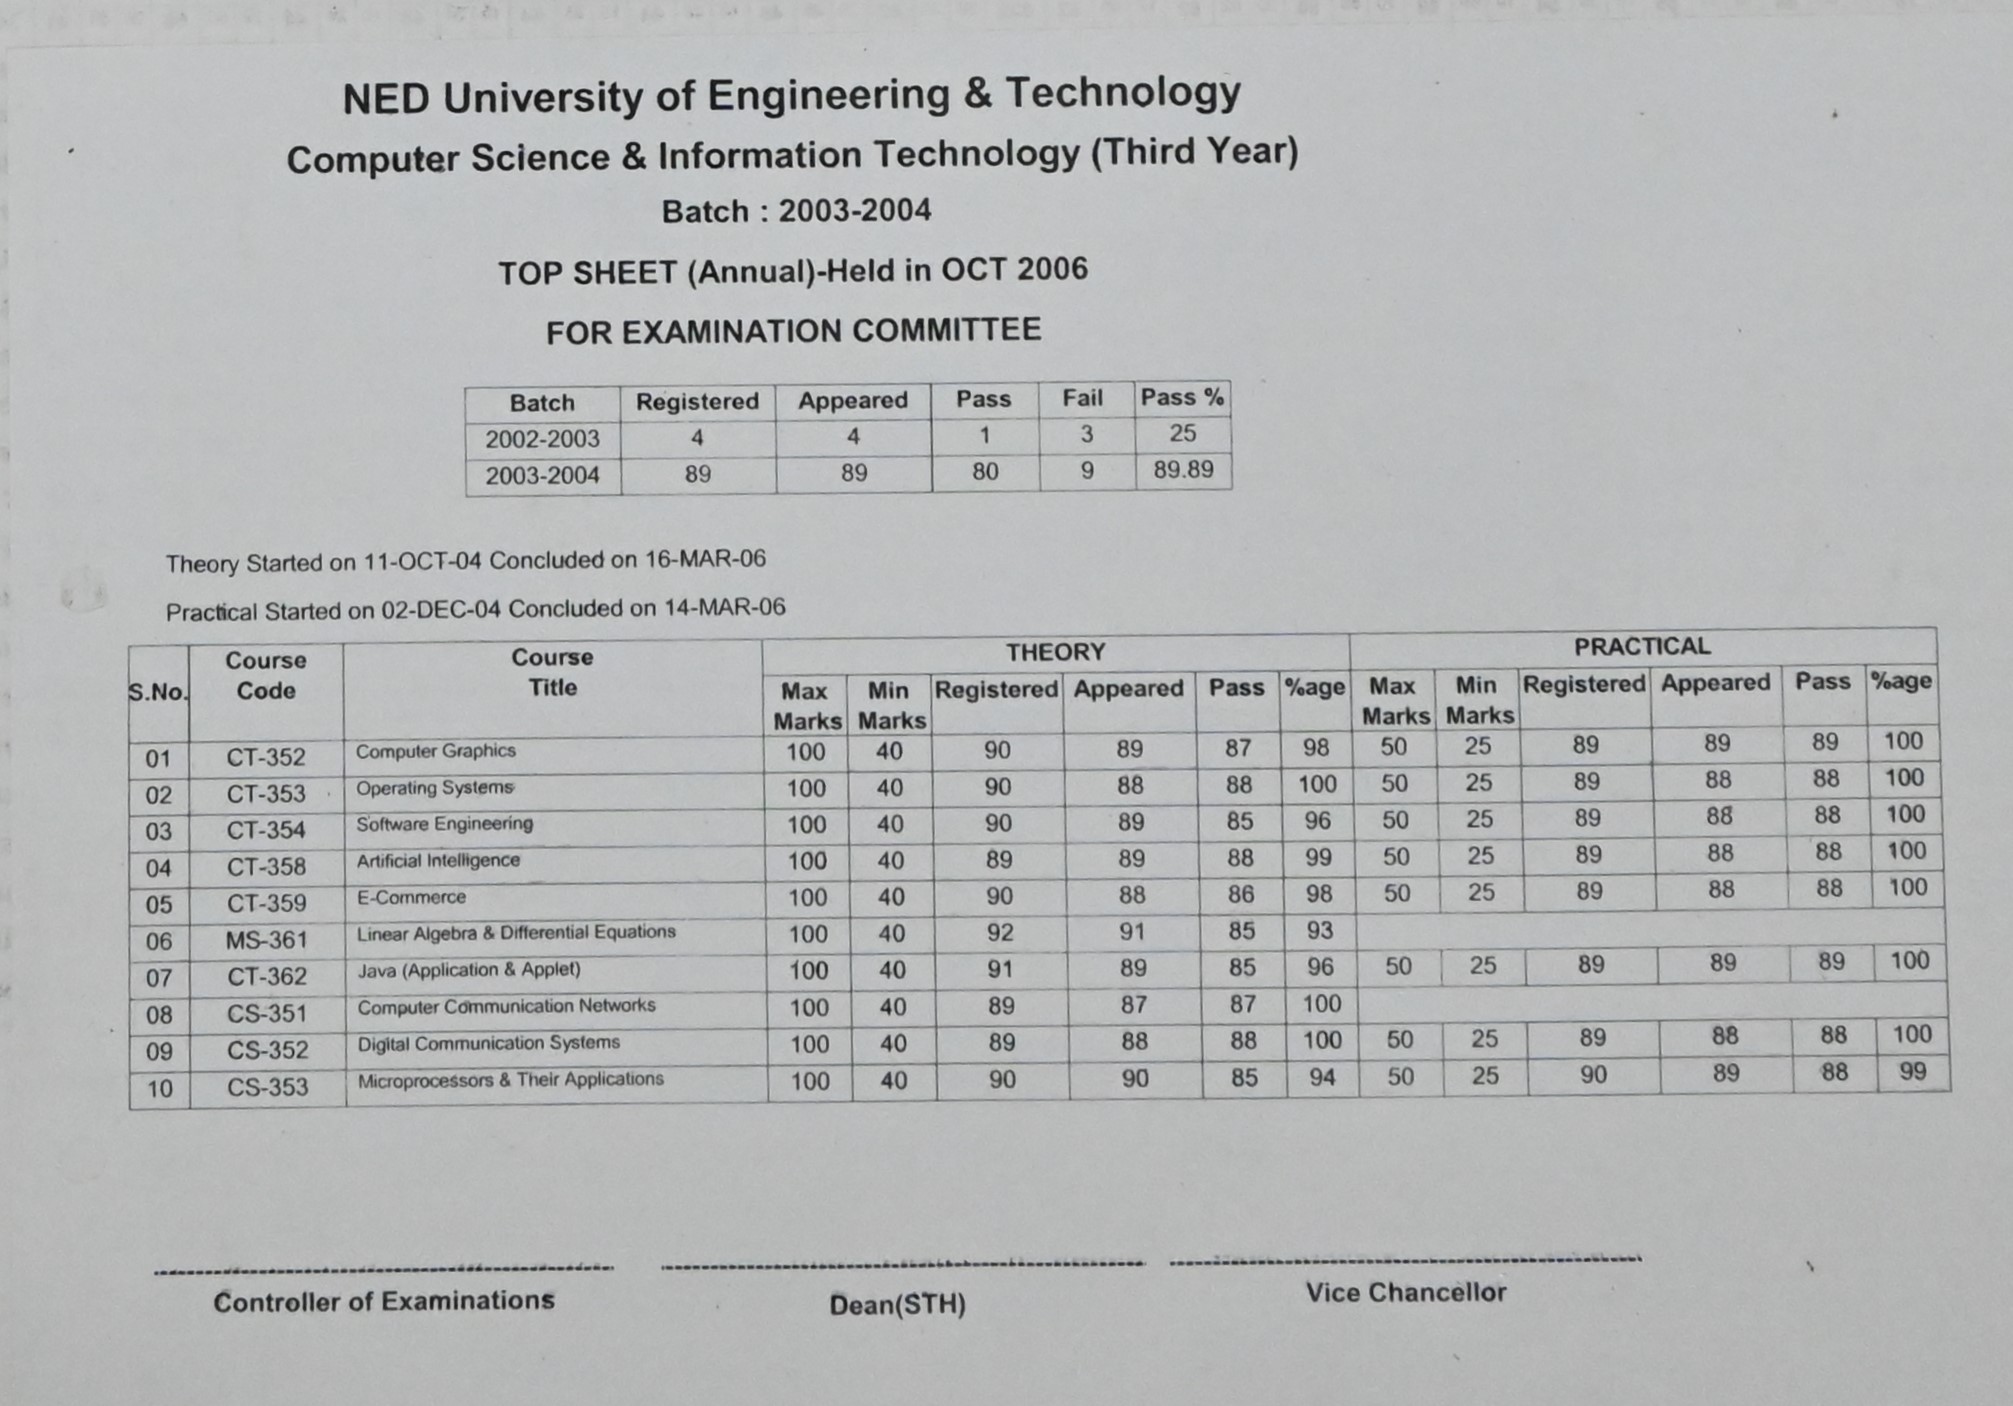 NED University of Engineering & Technology
Computer Science & Information Technology (Third Year)
Batch : 2003-2004
TOP SHEET (Annual)-Held in OCT 2006
FOR EXAMINATION COMMITTEE
Batch Registered Appeared Pass Fail Pass %
2002-2003 4 4 1 3 25
2003-2004 89 89 80 9 89.89
Theory Started on 11-OCT-04 Concluded on 16-MAR-06
Practical Started on 02-DEC-04 Concluded on 14-MAR-06
S.No. Course Code Course Title THEORY PRACTICAL
Max Marks Min Marks Registered Appeared Pass %age Max Marks Min Marks Registered Appeared Pass %age
01 CT-352 Computer Graphics 100 40 90 89 87 98 50 25 89 89 89 100
02 CT-353 Operating Systems 100 40 90 88 88 100 50 25 89 88 88 100
03 CT-354 Software Engineering 100 40 90 89 85 96 50 25 89 88 88 100
04 CT-358 Artificial Intelligence 100 40 89 89 88 99 50 25 89 88 88 100
05 CT-359 E-Commerce 100 40 90 88 86 98 50 25 89 88 88 100
06 MS-361 Linear Algebra & Differential Equations 100 40 92 91 85 93
07 CT-362 Java (Application & Applet) 100 40 91 89 85 96 50 25 89 89 89 100
08 CS-351 Computer Communication Networks 100 40 89 87 87 100
09 CS-352 Digital Communication Systems 100 40 89 88 88 100 50 25 89 88 88 100
10 CS-353 Microprocessors & Their Applications 100 40 90 90 85 94 50 25 90 89 88 99
Controller of Examinations Dean(STH) Vice Chancellor